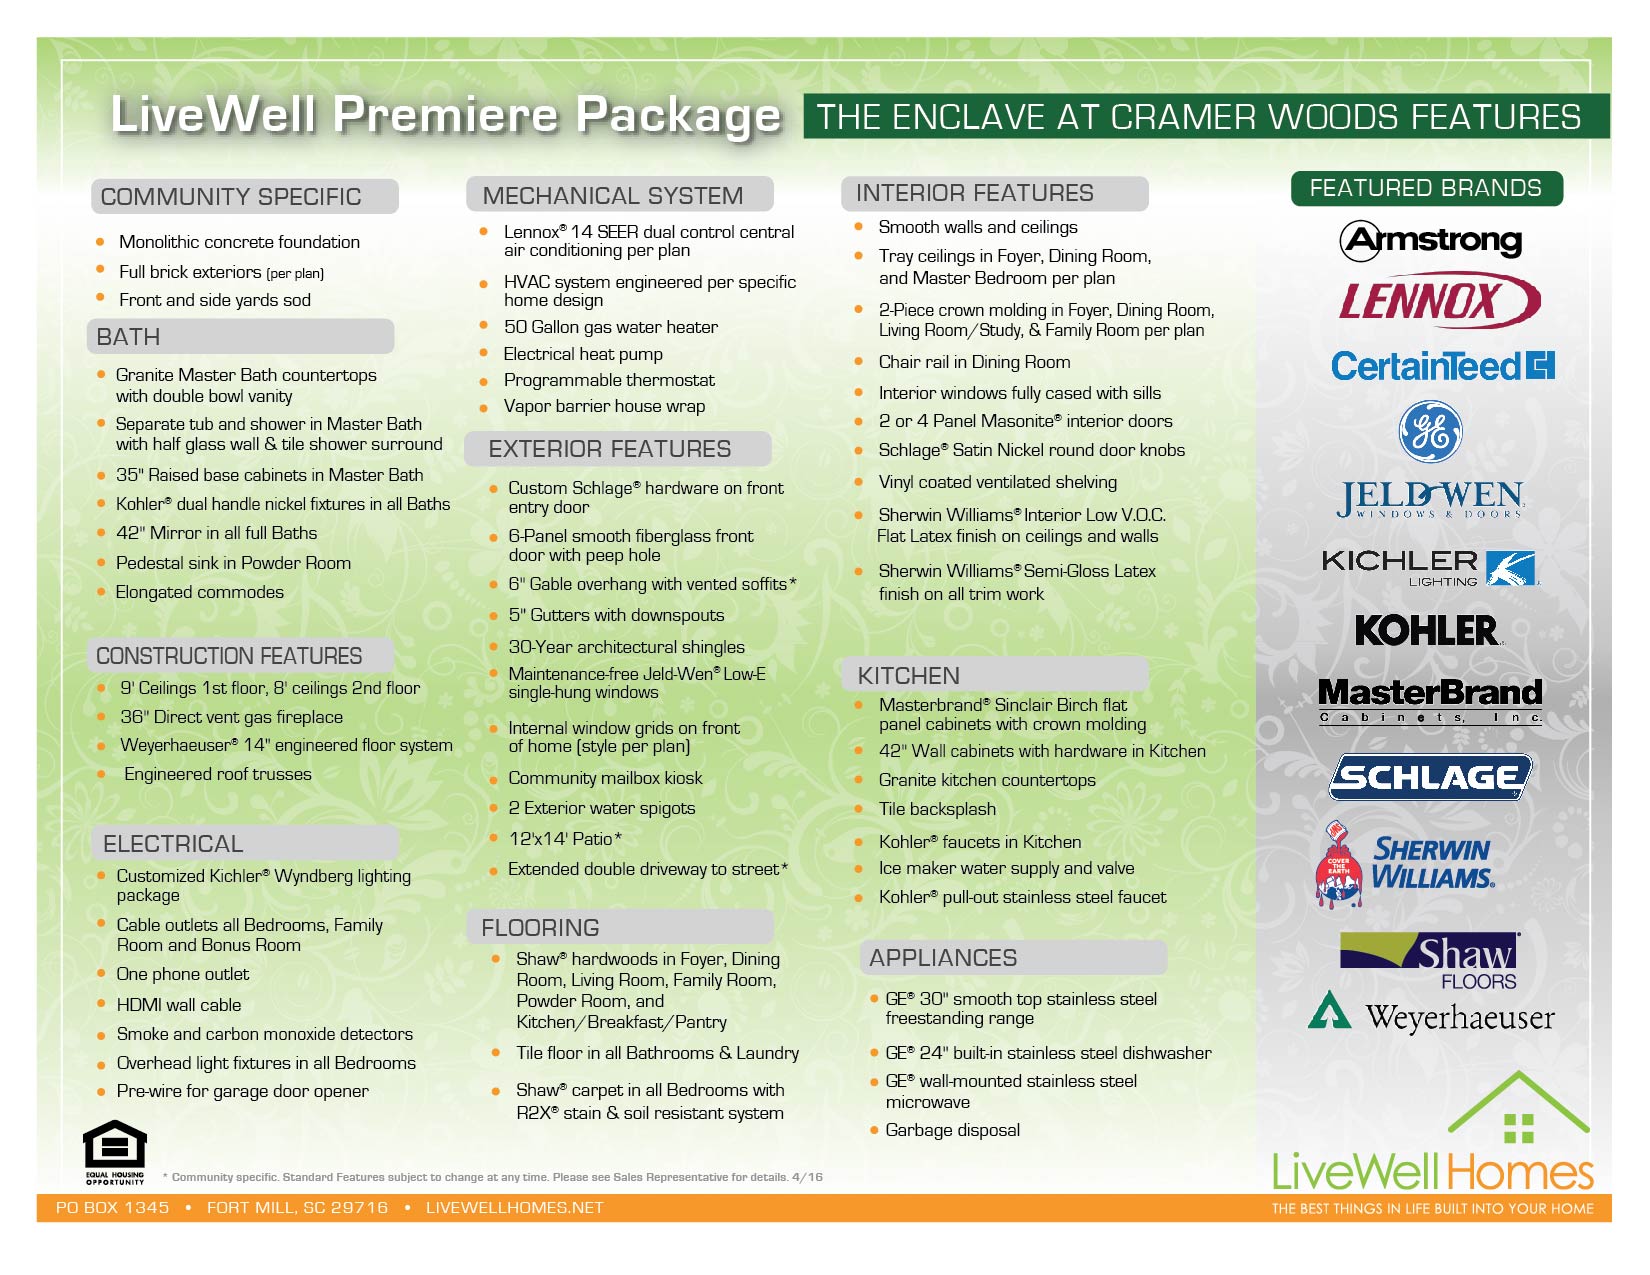 LiveWell Premiere Package
THE ENCLAVE AT CRAMER WOODS FEATURES
COMMUNITY SPECIFIC
• Monolithic concrete foundation
• Full brick exteriors (per plan)
• Front and side yards sod
BATH
• Granite Master Bath countertops
with double bowl vanity
• Separate tub and shower in Master Bath
with half glass wall & tile shower surround
• 35" Raised base cabinets in Master Bath
• Kohler® dual handle nickel fixtures in all Baths
• 42" Mirror in all full Baths
• Pedestal sink in Powder Room
• Elongated commodes
CONSTRUCTION FEATURES
• 9' Ceilings 1st floor, 8' ceilings 2nd floor
• 36" Direct vent gas fireplace
• Weyerhaeuser® 14" engineered floor system
• Engineered roof trusses
ELECTRICAL
• Customized Kichler® Wyndberg lighting
package
• Cable outlets all Bedrooms, Family
Room and Bonus Room
• One phone outlet
• HDMI wall cable
• Smoke and carbon monoxide detectors
• Overhead light fixtures in all Bedrooms
• Pre-wire for garage door opener
MECHANICAL SYSTEM
• Lennox® 14 SEER dual control central
air conditioning per plan
• HVAC system engineered per specific
home design
• 50 Gallon gas water heater
• Electrical heat pump
• Programmable thermostat
• Vapor barrier house wrap
EXTERIOR FEATURES
• Custom Schlage® hardware on front
entry door
• 6-Panel smooth fiberglass front
door with peep hole
• 6" Gable overhang with vented soffits*
• 5" Gutters with downspouts
• 30-Year architectural shingles
• Maintenance-free Jeld-Wen® Low-E
single-hung windows
• Internal window grids on front
of home (style per plan)
• Community mailbox kiosk
• 2 Exterior water spigots
• 12'x14' Patio*
• Extended double driveway to street*
FLOORING
• Shaw® hardwoods in Foyer, Dining
Room, Living Room, Family Room,
Powder Room, and
Kitchen/Breakfast/Pantry
• Tile floor in all Bathrooms & Laundry
• Shaw® carpet in all Bedrooms with
R2X® stain & soil resistant system
INTERIOR FEATURES
• Smooth walls and ceilings
• Tray ceilings in Foyer, Dining Room,
and Master Bedroom per plan
• 2-Piece crown molding in Foyer, Dining Room,
Living Room/Study, & Family Room per plan
• Chair rail in Dining Room
• Interior windows fully cased with sills
• 2 or 4 Panel Masonite® interior doors
• Schlage® Satin Nickel round door knobs
• Vinyl coated ventilated shelving
• Sherwin Williams® Interior Low V.O.C.
Flat Latex finish on ceilings and walls
• Sherwin Williams® Semi-Gloss Latex
finish on all trim work
KITCHEN
• Masterbrand® Sinclair Birch flat
panel cabinets with crown molding
• 42" Wall cabinets with hardware in Kitchen
• Granite kitchen countertops
• Tile backsplash
• Kohler® faucets in Kitchen
• Ice maker water supply and valve
• Kohler® pull-out stainless steel faucet
APPLIANCES
• GE® 30" smooth top stainless steel
freestanding range
• GE® 24" built-in stainless steel dishwasher
• GE® wall-mounted stainless steel
microwave
• Garbage disposal
FEATURED BRANDS
Armstrong
LENNOX
CertainTeed
GE
JELD-WEN
WINDOWS & DOORS
KICHLER
LIGHTING
KOHLER
MasterBrand
Cabinets, Inc.
SCHLAGE
COVER
THE
EARTH
SHERWIN
WILLIAMS®
Shaw
FLOORS
Weyerhaeuser
EQUAL HOUSING
OPPORTUNITY
* Community specific. Standard Features subject to change at any time. Please see Sales Representative for details. 4/16
LiveWellHomes
PO BOX 1345 • FORT MILL, SC 29716 • LIVEWELLHOMES.NET
THE BEST THINGS IN LIFE BUILT INTO YOUR HOME